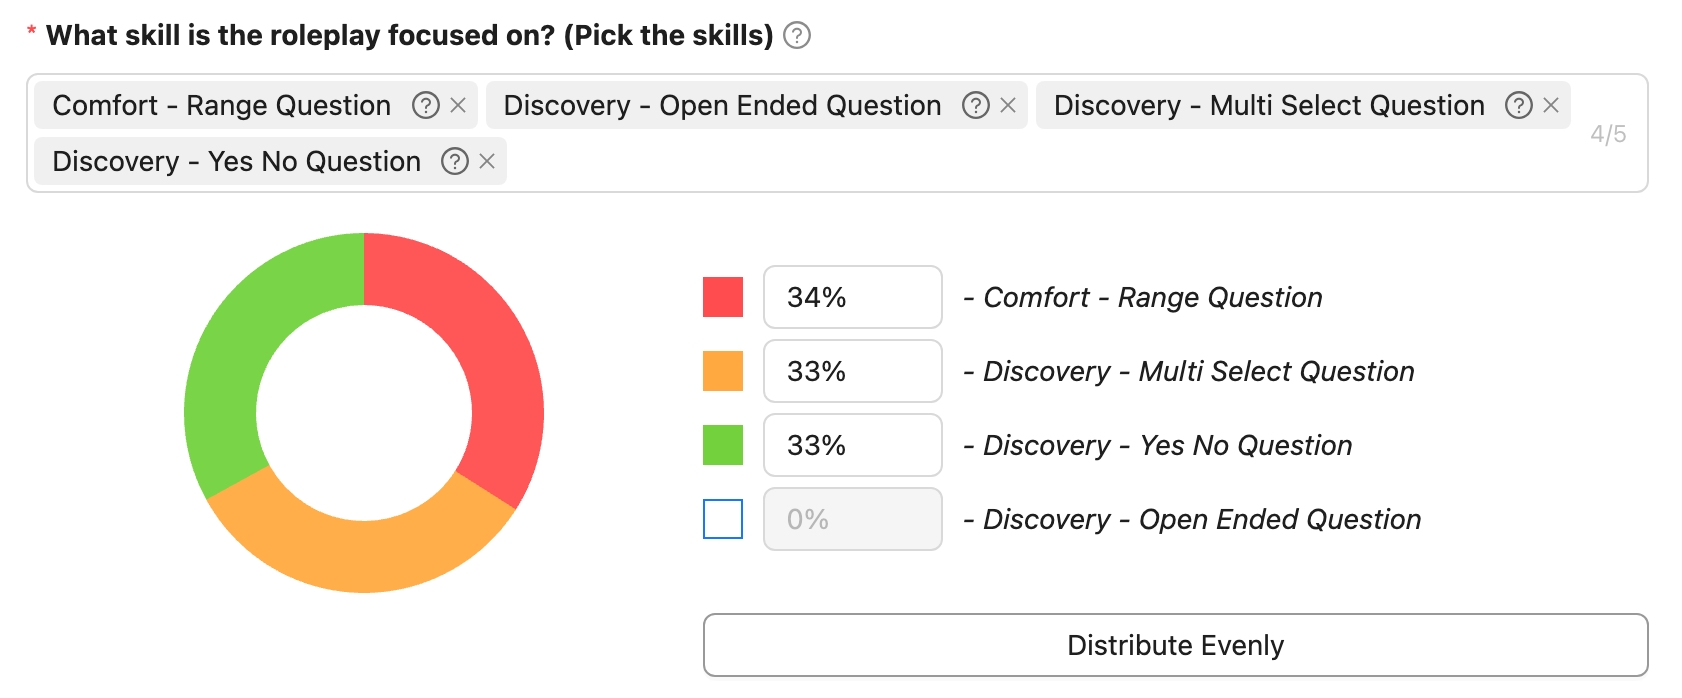 * What skill is the roleplay focused on? (Pick the skills) ?
Comfort - Range Question ? × Discovery - Open Ended Question ? × Discovery - Multi Select Question ? ×
4/5
Discovery - Yes No Question ? ×
34% - Comfort - Range Question
33% - Discovery - Multi Select Question
33% - Discovery - Yes No Question
0% - Discovery - Open Ended Question
Distribute Evenly